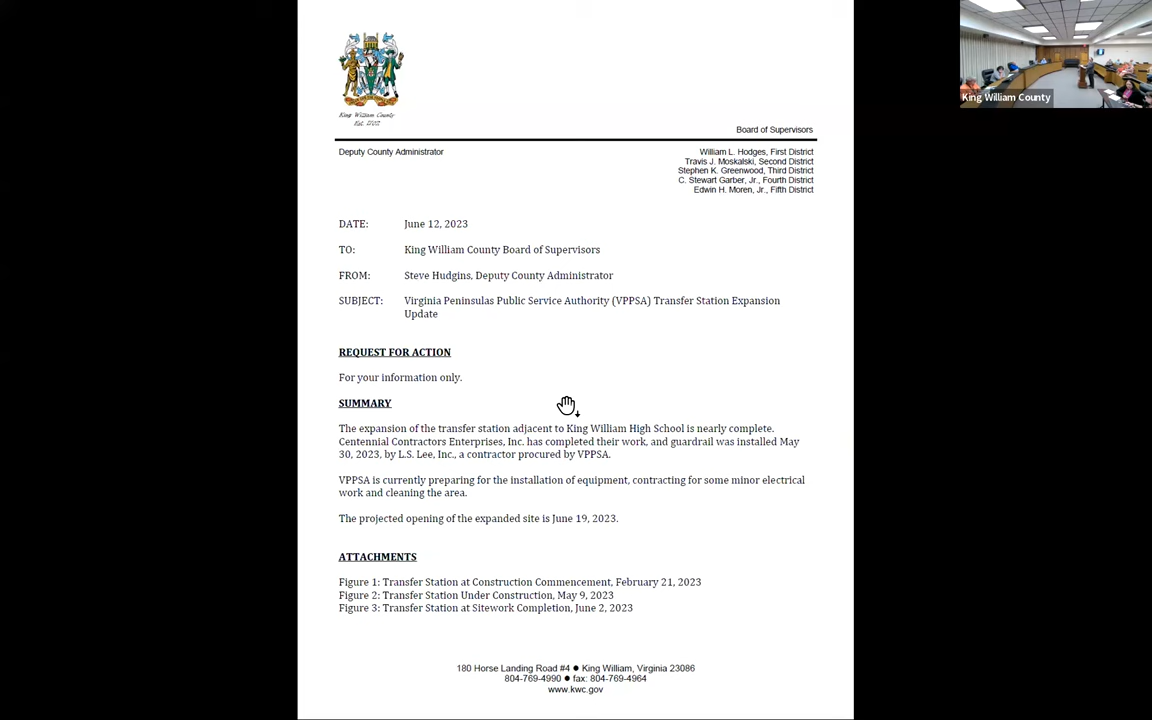 King William County
Est. 1702
Board of Supervisors
Deputy County Administrator
William L. Hodges, First District
Travis J. Moskalski, Second District
Stephen K. Greenwood, Third District
C. Stewart Garber, Jr., Fourth District
Edwin H. Moren, Jr., Fifth District
DATE: June 12, 2023
TO: King William County Board of Supervisors
FROM: Steve Hudgins, Deputy County Administrator
SUBJECT: Virginia Peninsulas Public Service Authority (VPPSA) Transfer Station Expansion
Update
REQUEST FOR ACTION
For your information only.
SUMMARY
The expansion of the transfer station adjacent to King William High School is nearly complete.
Centennial Contractors Enterprises, Inc. has completed their work, and guardrail was installed May
30, 2023, by L.S. Lee, Inc., a contractor procured by VPPSA.
VPPSA is currently preparing for the installation of equipment, contracting for some minor electrical
work and cleaning the area.
The projected opening of the expanded site is June 19, 2023.
ATTACHMENTS
Figure 1: Transfer Station at Construction Commencement, February 21, 2023
Figure 2: Transfer Station Under Construction, May 9, 2023
Figure 3: Transfer Station at Sitework Completion, June 2, 2023
180 Horse Landing Road #4 ● King William, Virginia 23086
804-769-4990 ● fax: 804-769-4964
www.kwc.gov
King William County